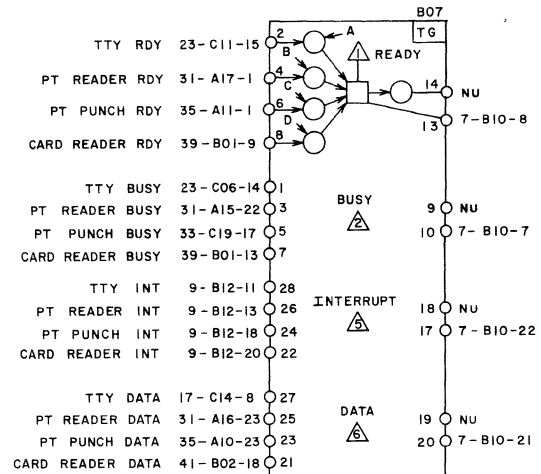 B07
TG
TTY RDY 23-C11-15 2 A
B
1 READY
PT READER RDY 31-A17-1 4
C
14 NU
PT PUNCH RDY 35-A11-1 6
D
13 7-B10-8
CARD READER RDY 39-B01-9 8
TTY BUSY 23-C06-14 1
PT READER BUSY 31-A15-22 3
BUSY
9 NU
PT PUNCH BUSY 33-C19-17 5
2
10 7-B10-7
CARD READER BUSY 39-B01-13 7
TTY INT 9-B12-11 28
PT READER INT 9-B12-13 26
INTERRUPT
18 NU
PT PUNCH INT 9-B12-18 24
5
17 7-B10-22
CARD READER INT 9-B12-20 22
TTY DATA 17-C14-8 27
PT READER DATA 31-A16-23 25
DATA
19 NU
PT PUNCH DATA 35-A10-23 23
6
20 7-B10-21
CARD READER DATA 41-B02-18 21